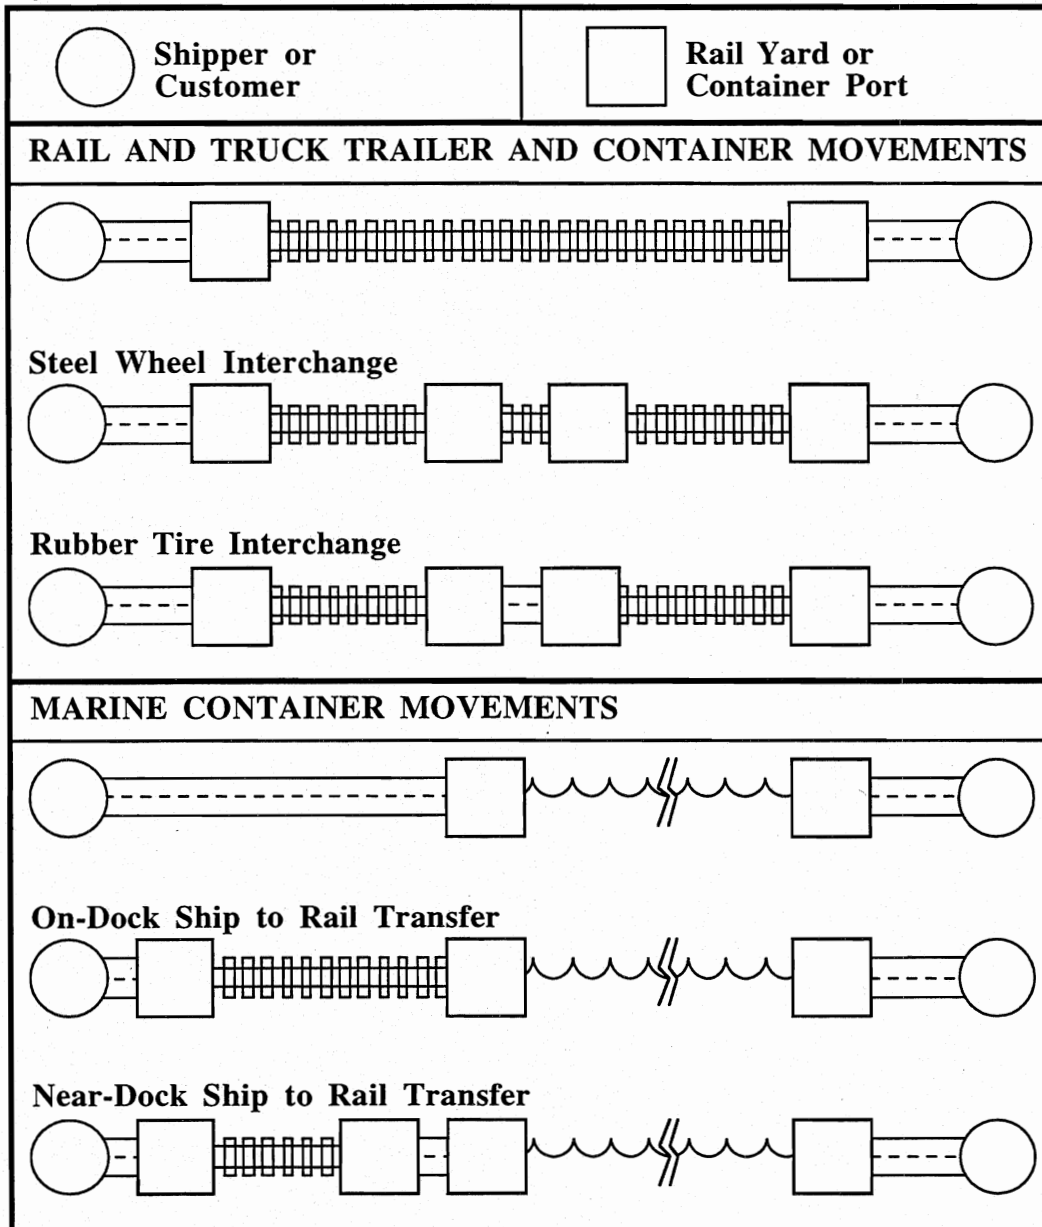 Shipper or
Customer
Rail Yard or
Container Port
RAIL AND TRUCK TRAILER AND CONTAINER MOVEMENTS
Steel Wheel Interchange
Rubber Tire Interchange
MARINE CONTAINER MOVEMENTS
On-Dock Ship to Rail Transfer
Near-Dock Ship to Rail Transfer